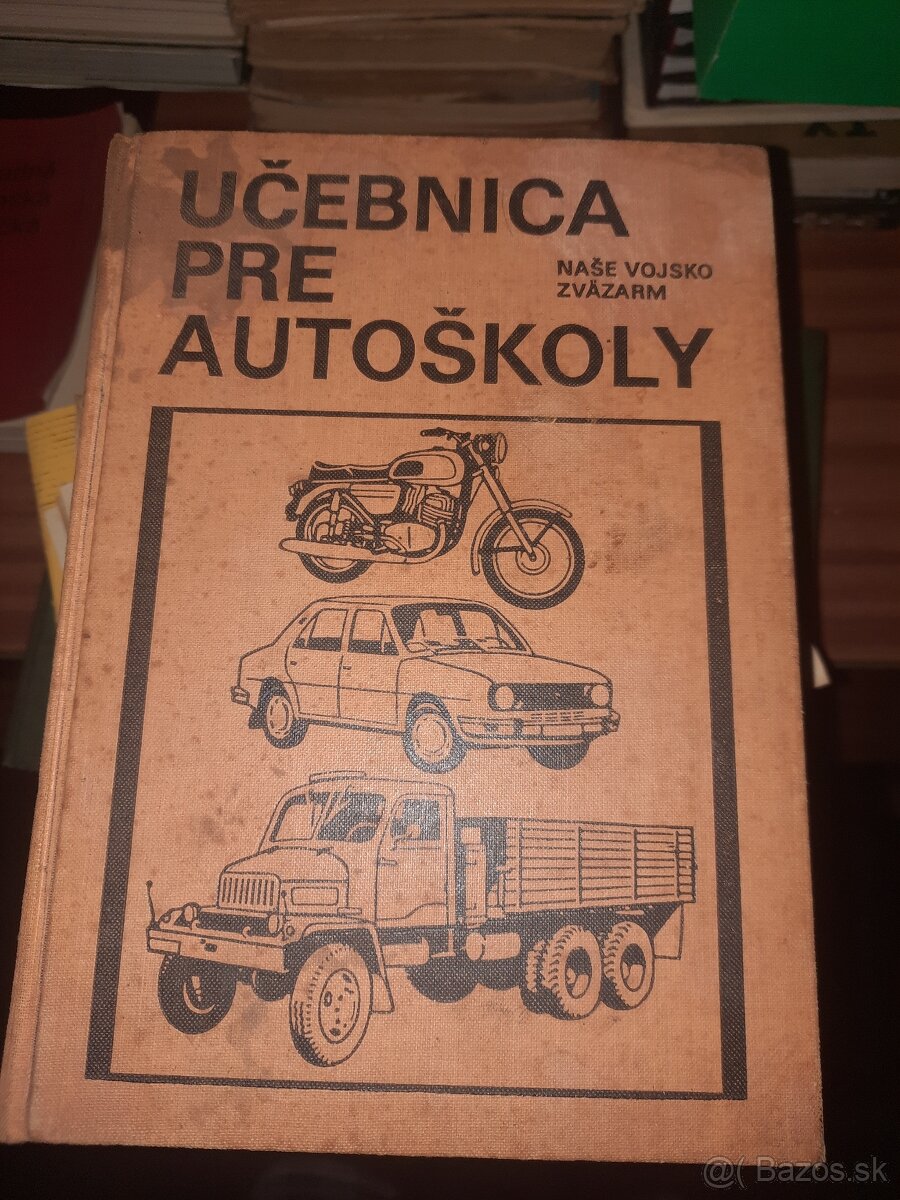 UČEBNICA
PRE
AUTOŠKOLY
NAŠE VOJSKO
ZVÄZARM
@( Bazos.sk